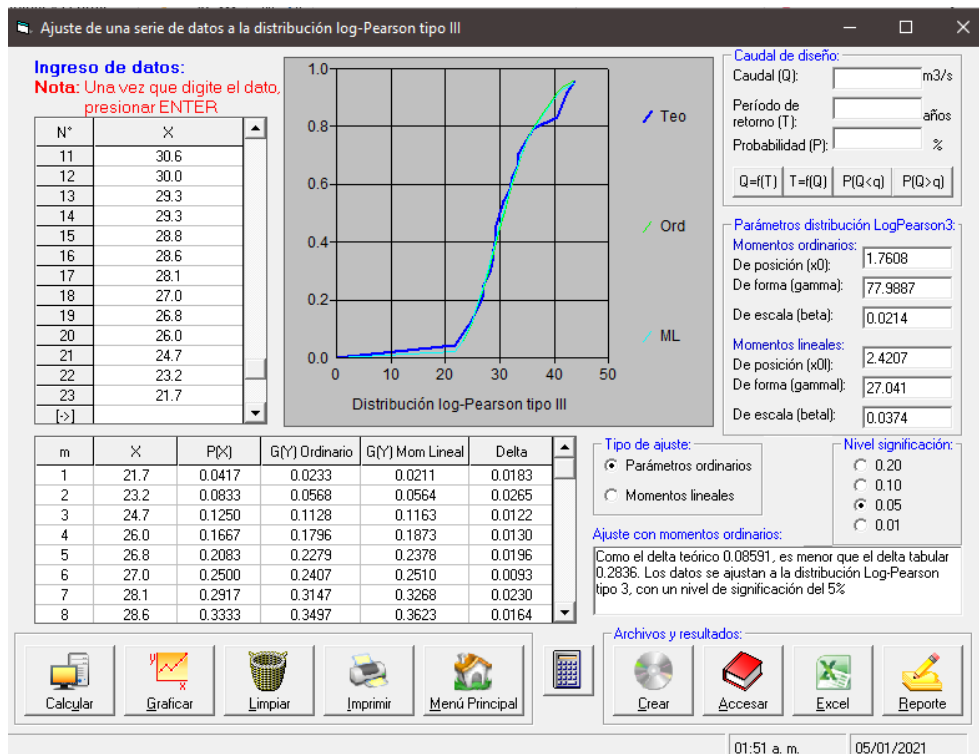 Ajuste de una serie de datos a la distribución log-Pearson tipo III
Ingreso de datos:
Nota: Una vez que digite el dato,
presionar ENTER
N° X
11 30.6
12 30.0
13 29.3
14 29.3
15 28.8
16 28.6
17 28.1
18 27.0
19 26.8
20 26.0
21 24.7
22 23.2
23 21.7
[->]
1.0
0.8
0.6
0.4
0.2
0.0
0 10 20 30 40 50
Distribución log-Pearson tipo III
Teo
Ord
ML
Caudal de diseño:
Caudal (Q): m3/s
Período de
retorno (T): años
Probabilidad (P): %
Q=f(T) T=f(Q) P(Q<q) P(Q>q)
Parámetros distribución LogPearson3:
Momentos ordinarios:
De posición (x0): 1.7608
De forma (gamma): 77.9887
De escala (beta): 0.0214
Momentos lineales:
De posición (x0l): 2.4207
De forma (gammal): 27.041
De escala (betal): 0.0374
m X P(X) G(Y) Ordinario G(Y) Mom Lineal Delta
1 21.7 0.0417 0.0233 0.0211 0.0183
2 23.2 0.0833 0.0568 0.0564 0.0265
3 24.7 0.1250 0.1128 0.1163 0.0122
4 26.0 0.1667 0.1796 0.1873 0.0130
5 26.8 0.2083 0.2279 0.2378 0.0196
6 27.0 0.2500 0.2407 0.2510 0.0093
7 28.1 0.2917 0.3147 0.3268 0.0230
8 28.6 0.3333 0.3497 0.3623 0.0164
Tipo de ajuste:
Parámetros ordinarios
Momentos lineales
Nivel significación:
0.20
0.10
0.05
0.01
Ajuste con momentos ordinarios:
Como el delta teórico 0.08591, es menor que el delta tabular
0.2836. Los datos se ajustan a la distribución Log-Pearson
tipo 3, con un nivel de significación del 5%
Calcular Graficar Limpiar Imprimir Menú Principal
Archivos y resultados:
Crear Accesar Excel Reporte
01:51 a. m. 05/01/2021